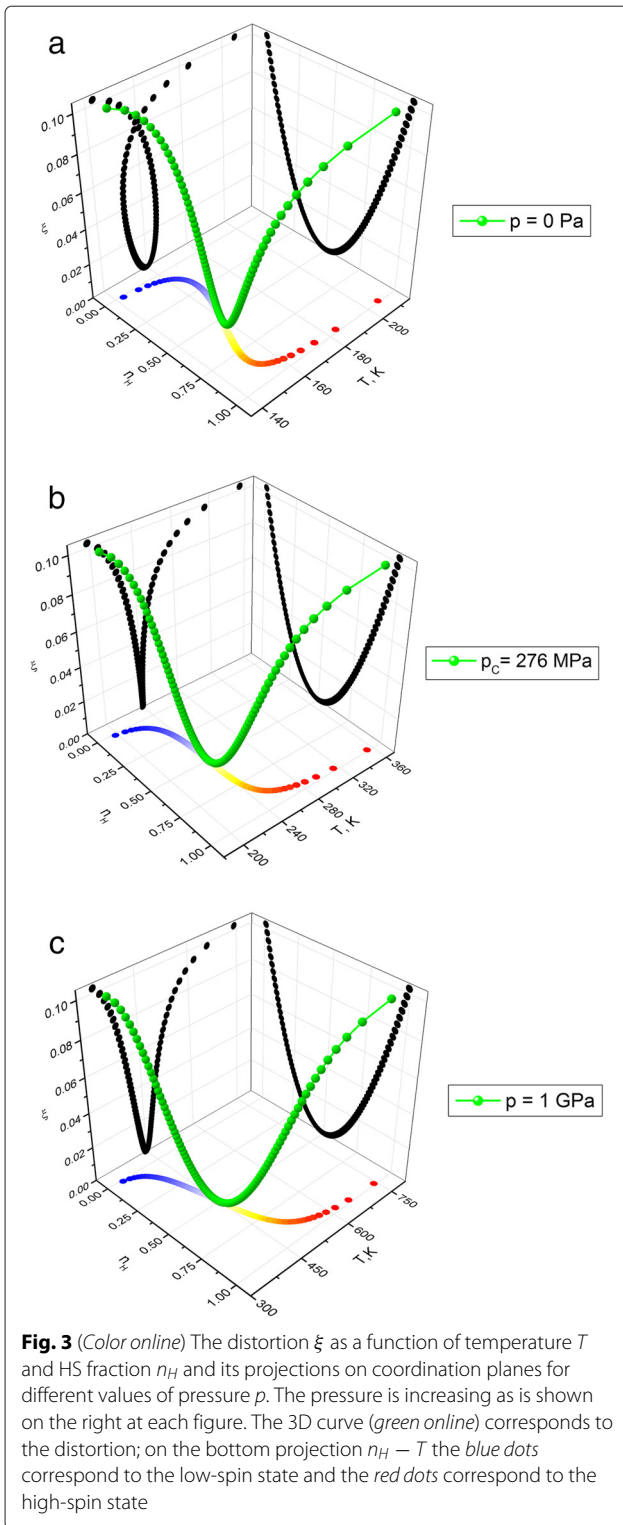 a
0.10
0.08
0.06
0.04
0.02
0.00
ξ
0.00
0.25
0.50
0.75
1.00
n_H
140
160
180
200
T, K
p = 0 Pa
b
0.10
0.08
0.06
0.04
0.02
0.00
ξ
0.00
0.25
0.50
0.75
1.00
n_H
200
240
280
320
360
T, K
p_C = 276 MPa
c
0.10
0.08
0.06
0.04
0.02
0.00
ξ
0.00
0.25
0.50
0.75
1.00
n_H
300
450
600
750
T,K
p = 1 GPa
Fig. 3 (Color online) The distortion ξ as a function of temperature T
and HS fraction n_H and its projections on coordination planes for
different values of pressure p. The pressure is increasing as is shown
on the right at each figure. The 3D curve (green online) corresponds to
the distortion; on the bottom projection n_H − T the blue dots
correspond to the low-spin state and the red dots correspond to the
high-spin state